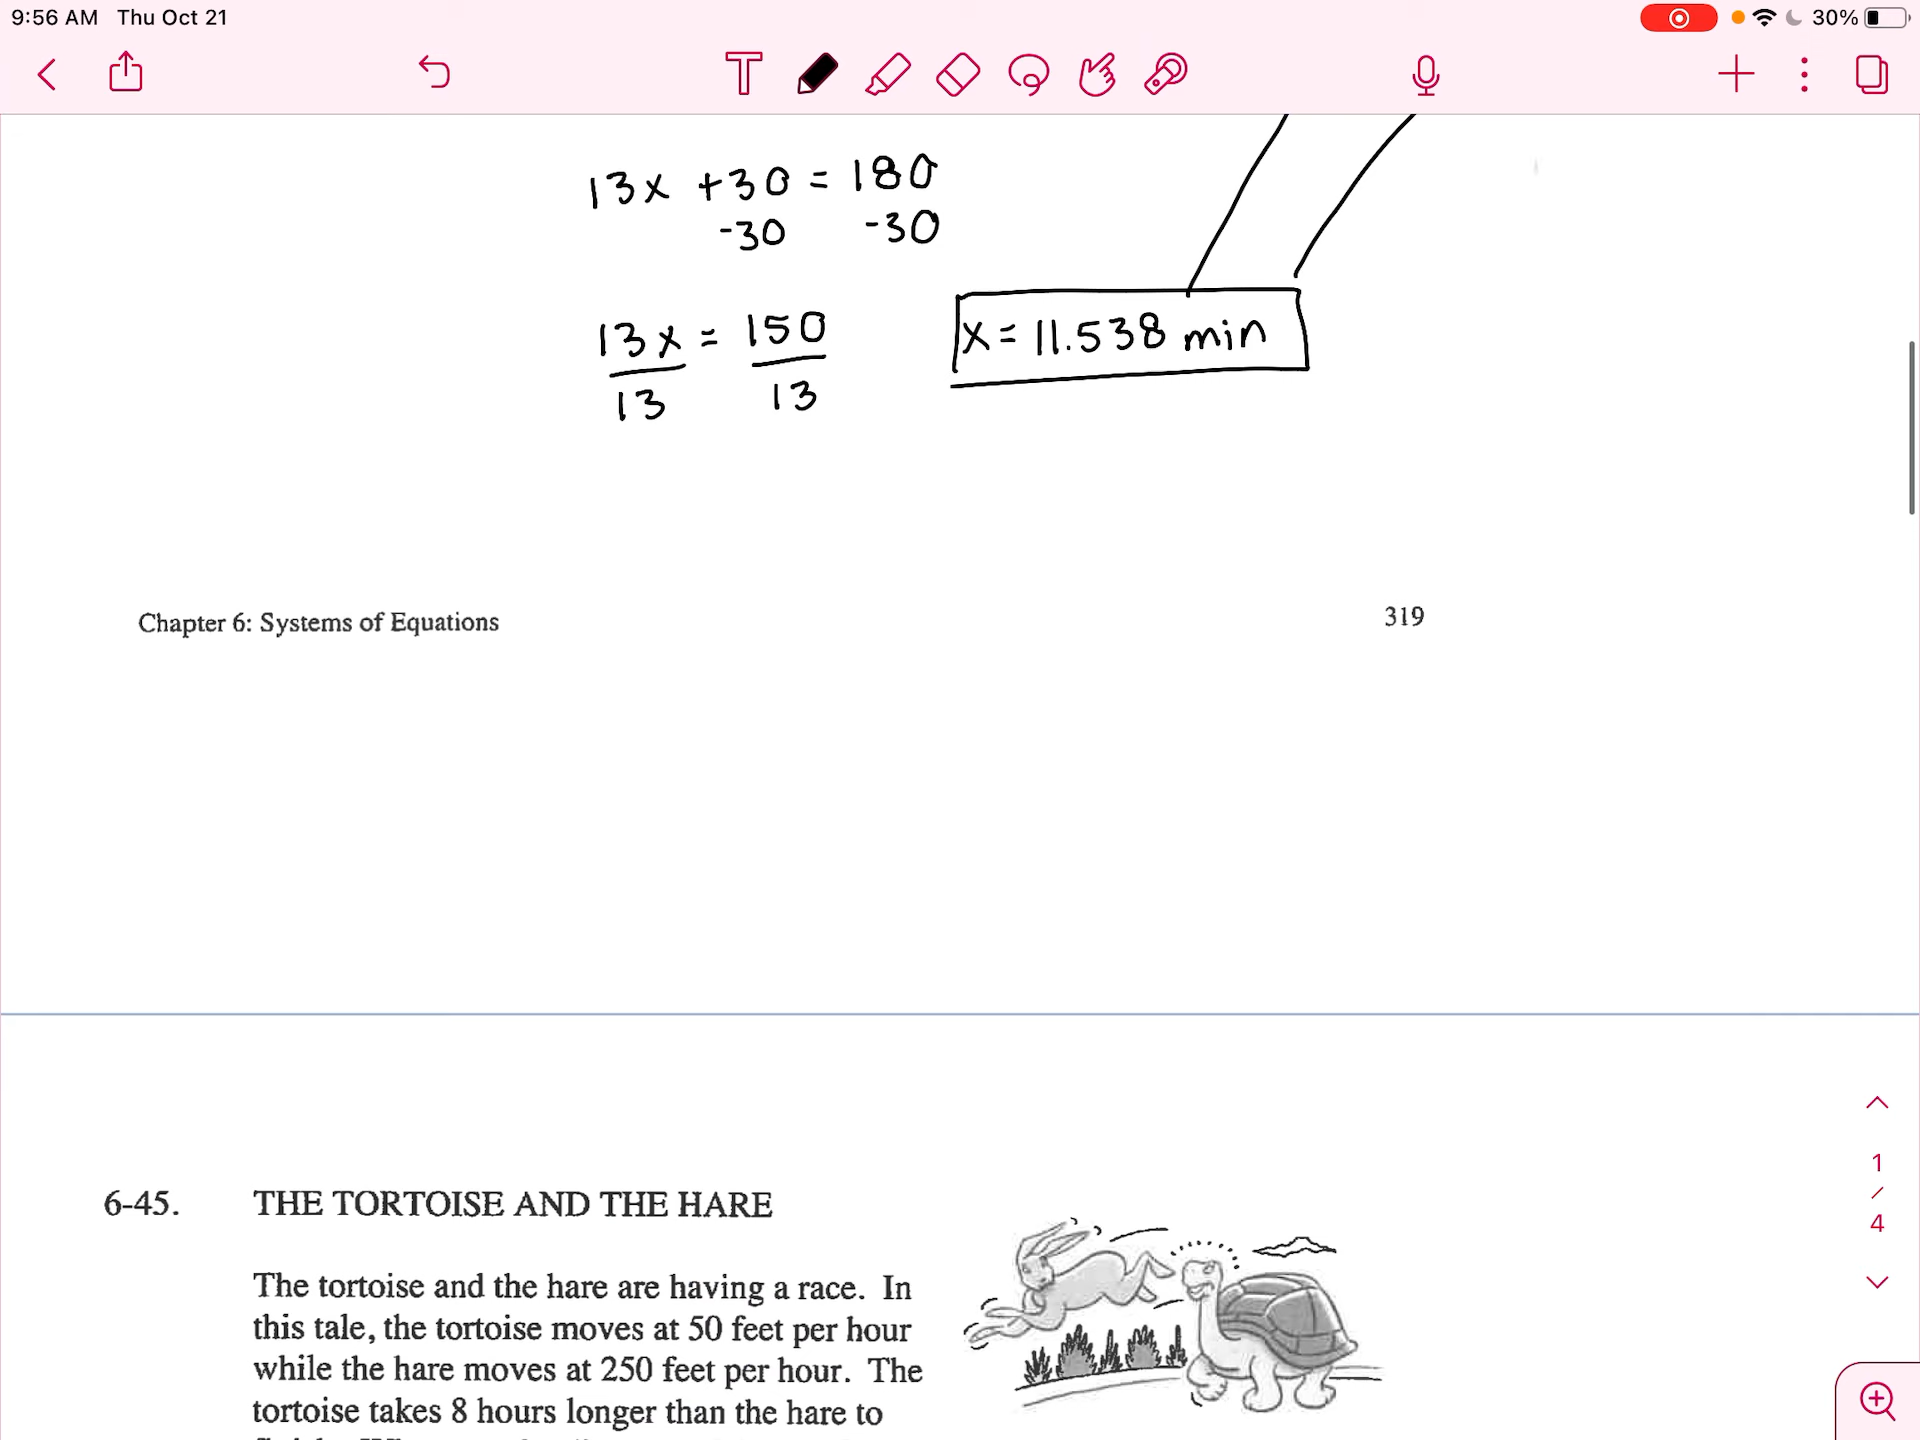 9:56 AM Thu Oct 21
30%
13x +30 = 180
-30 -30
13x = 150
13 13
x = 11.538 min
Chapter 6: Systems of Equations
319
1
/
4
6-45. THE TORTOISE AND THE HARE
The tortoise and the hare are having a race. In
this tale, the tortoise moves at 50 feet per hour
while the hare moves at 250 feet per hour. The
tortoise takes 8 hours longer than the hare to